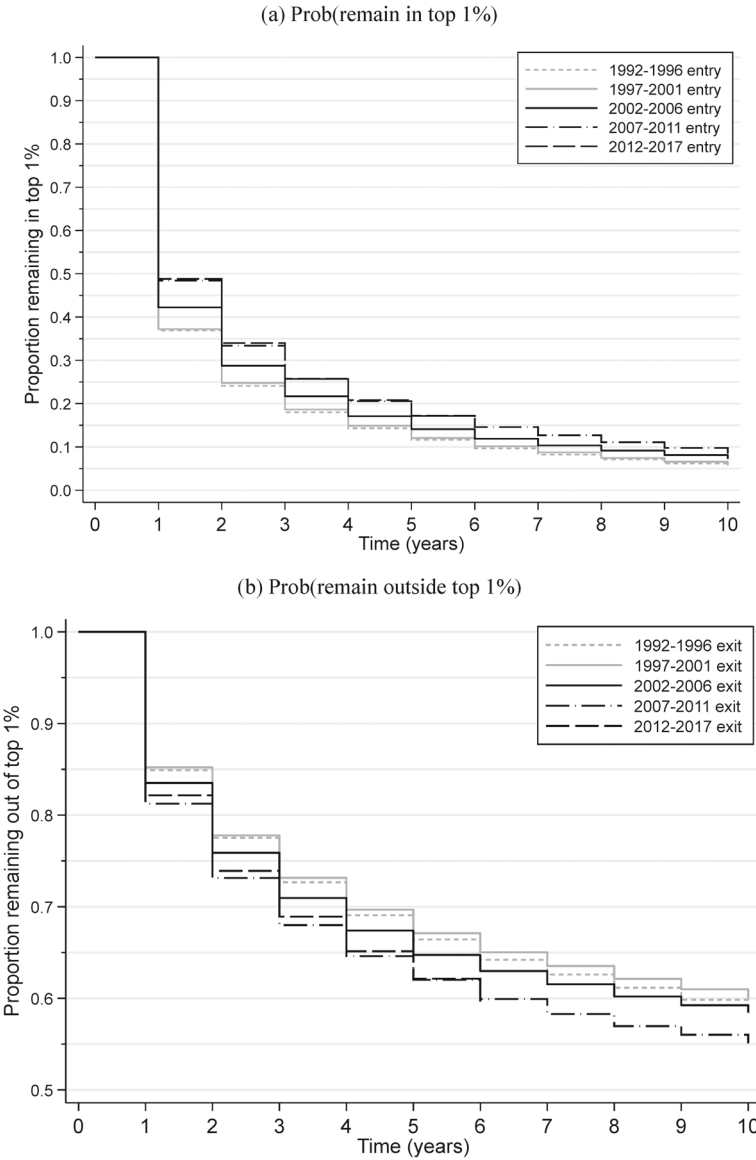 (a) Prob(remain in top 1%)
Proportion remaining in top 1%
1.0
0.9
0.8
0.7
0.6
0.5
0.4
0.3
0.2
0.1
0.0
1992-1996 entry
1997-2001 entry
2002-2006 entry
2007-2011 entry
2012-2017 entry
0 1 2 3 4 5 6 7 8 9 10
Time (years)
(b) Prob(remain outside top 1%)
Proportion remaining out of top 1%
1.0
0.9
0.8
0.7
0.6
0.5
1992-1996 exit
1997-2001 exit
2002-2006 exit
2007-2011 exit
2012-2017 exit
0 1 2 3 4 5 6 7 8 9 10
Time (years)